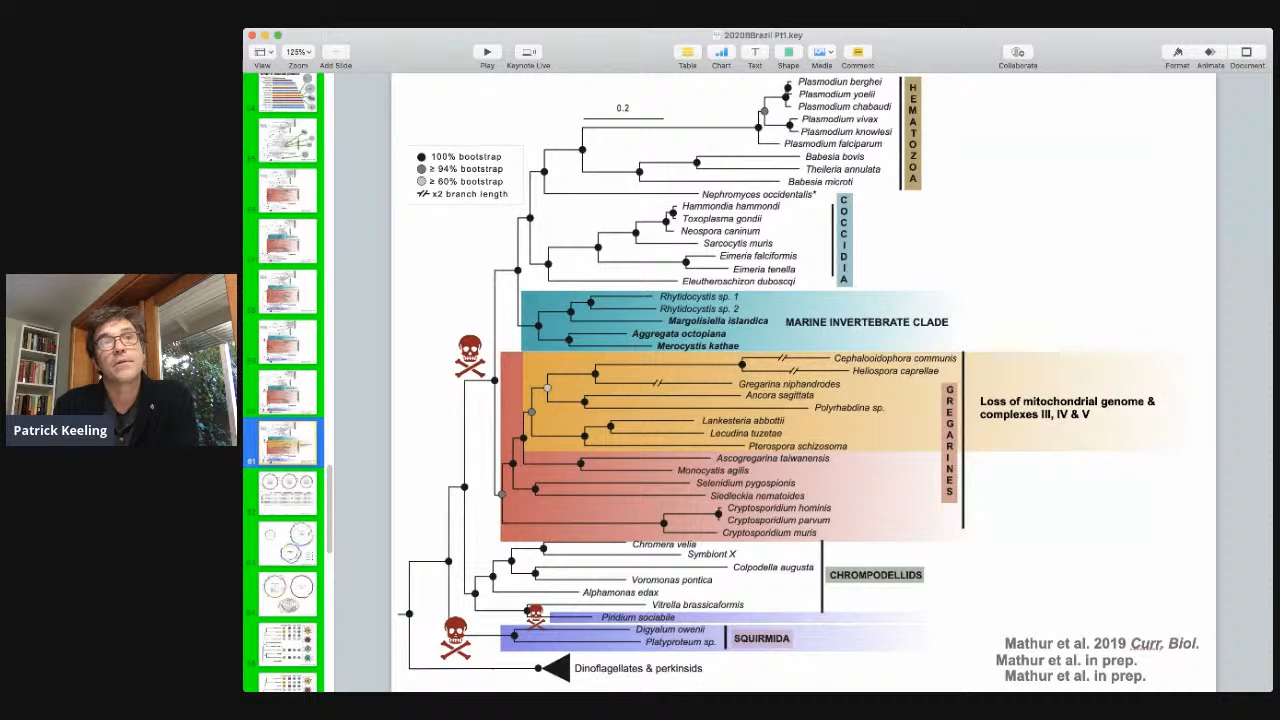 2020BBrazil Pt1.key
125%
View
Zoom
Add Slide
Play
Keynote Live
Table
Chart
Text
Shape
Media
Comment
Collaborate
Format
Animate
Document
0.2
100% bootstrap
≥ 94% bootstrap
≥ 60% bootstrap
x2 branch length
Plasmodiun berghei
Plasmodium yoelii
Plasmodium chabaudi
Plasmodium vivax
Plasmodium knowlesi
Plasmodium falciparum
Babesia bovis
Theileria annulata
Babesia microti
HEMATOZOA
Nephromyces occidentalis*
Hammondia hammondi
Toxoplasma gondii
Neospora caninum
Sarcocytis muris
Eimeria falciformis
Eimeria tenella
Eleutheroschizon duboscqi
COCCIDIA
Rhytidocystis sp. 1
Rhytidocystis sp. 2
Margolisiella islandica
Aggregata octopiana
Merocystis kathae
MARINE INVERTEBRATE CLADE
Cephalooidophora communis
Heliospora caprellae
Gregarina niphandrodes
Ancora sagittata
Polyrhabdina sp.
Lankesteria abbottii
Lecudina tuzetae
Pterospora schizosoma
Ascogregarina taiwanensis
Monocystis agilis
Selenidium pygospionis
Siedleckia nematoides
Cryptosporidium hominis
Cryptosporidium parvum
Cryptosporidium muris
GREGARINES
Loss of mitochondrial genome &
complexes III, IV & V
Chromera velia
Symbiont X
Colpodella augusta
Voromonas pontica
Alphamonas edax
Vitrella brassicaformis
Piridium sociabile
CHROMPODELLIDS
Digyalum owenii
Platyproteum sp.
SQUIRMIDA
Dinoflagellates & perkinsids
Mathur et al. 2019 Curr. Biol.
Mathur et al. in prep.
Mathur et al. in prep.
Patrick Keeling
61